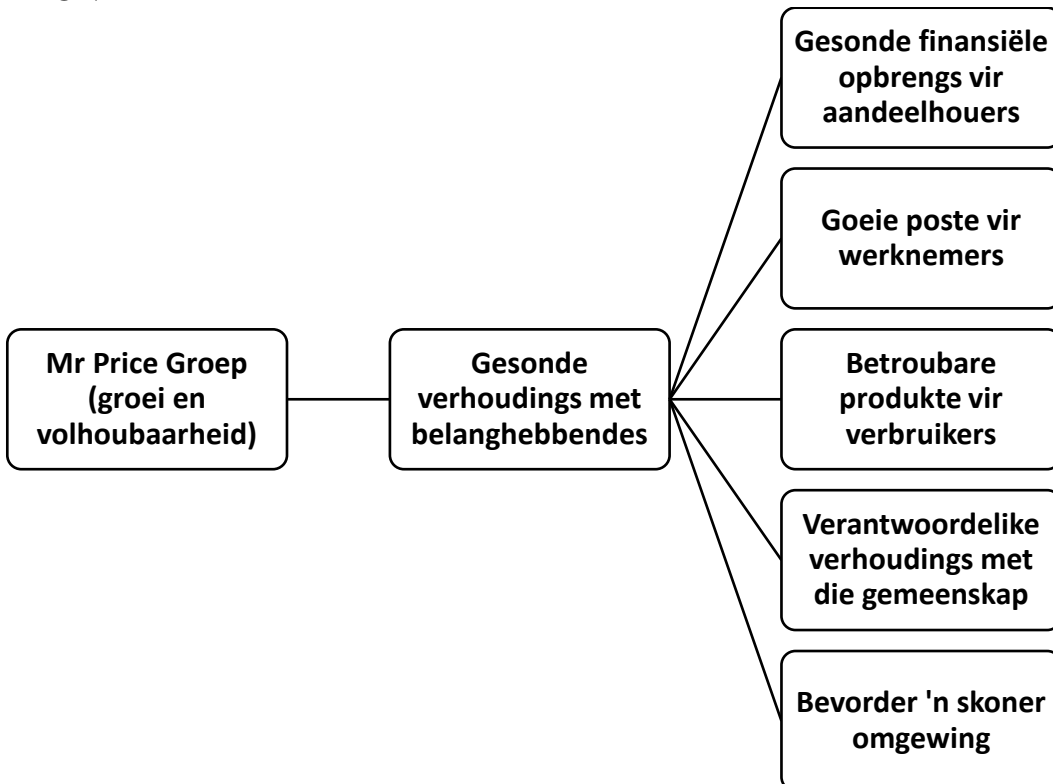 Mr Price Groep
(groei en
volhoubaarheid)
Gesonde
verhoudings met
belanghebbendes
Gesonde finansiële
opbrengs vir
aandeelhouers
Goeie poste vir
werknemers
Betroubare
produkte vir
verbruikers
Verantwoordelike
verhoudings met
die gemeenskap
Bevorder 'n skoner
omgewing